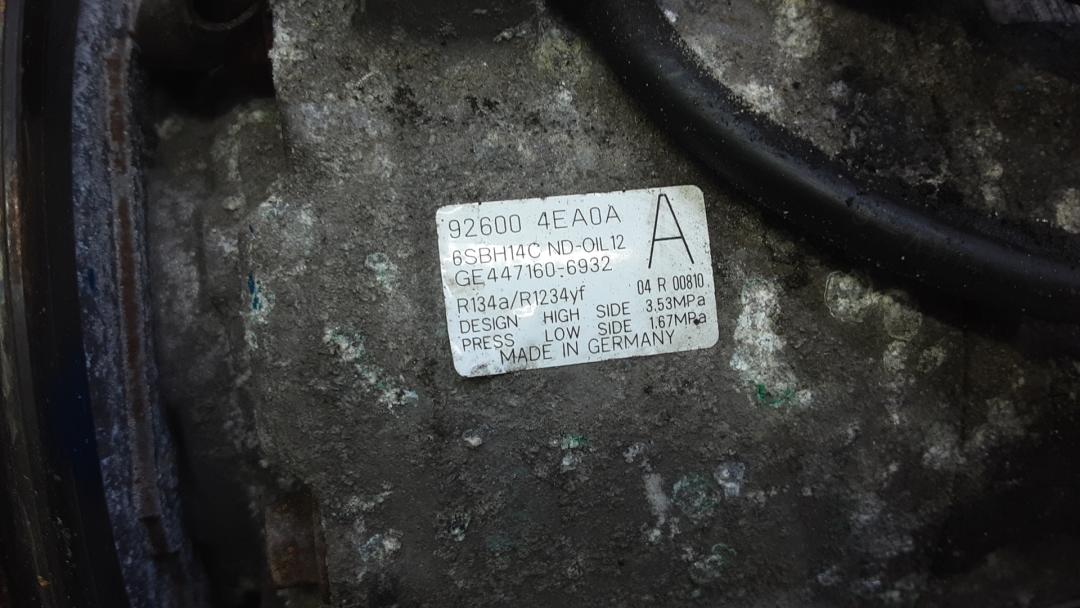 92600 4EA0A A
6SBH14C ND-OIL12
GE447160-6932
R134a/R1234yf 04 R 00810
DESIGN HIGH SIDE 3.53MPa
PRESS LOW SIDE 1.67MPa
MADE IN GERMANY